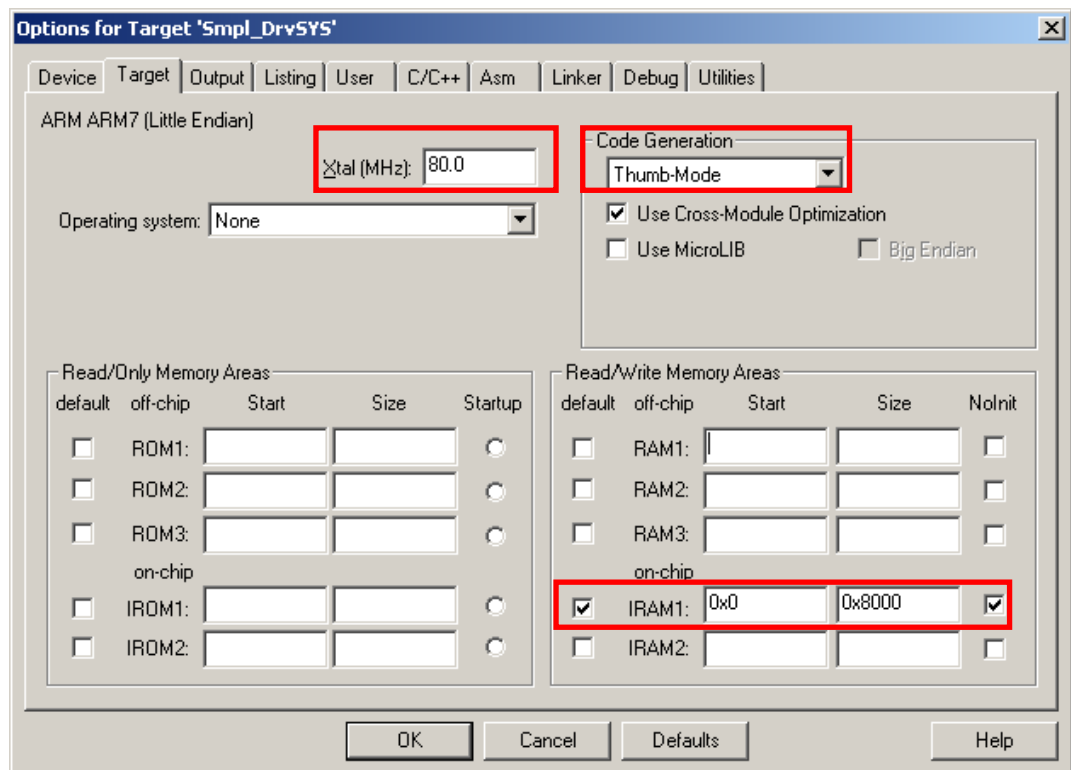 Options for Target 'Smpl_DrvSYS'
Device Target Output Listing User C/C++ Asm Linker Debug Utilities
ARM ARM7 (Little Endian)
Xtal (MHz): 80.0
Operating system: None
Code Generation
Thumb-Mode
Use Cross-Module Optimization
Use MicroLIB Big Endian
Read/Only Memory Areas
default off-chip Start Size Startup
ROM1:
ROM2:
ROM3:
on-chip
IROM1:
IROM2:
Read/Write Memory Areas
default off-chip Start Size NoInit
RAM1:
RAM2:
RAM3:
on-chip
IRAM1: 0x0 0x8000
IRAM2:
OK Cancel Defaults Help